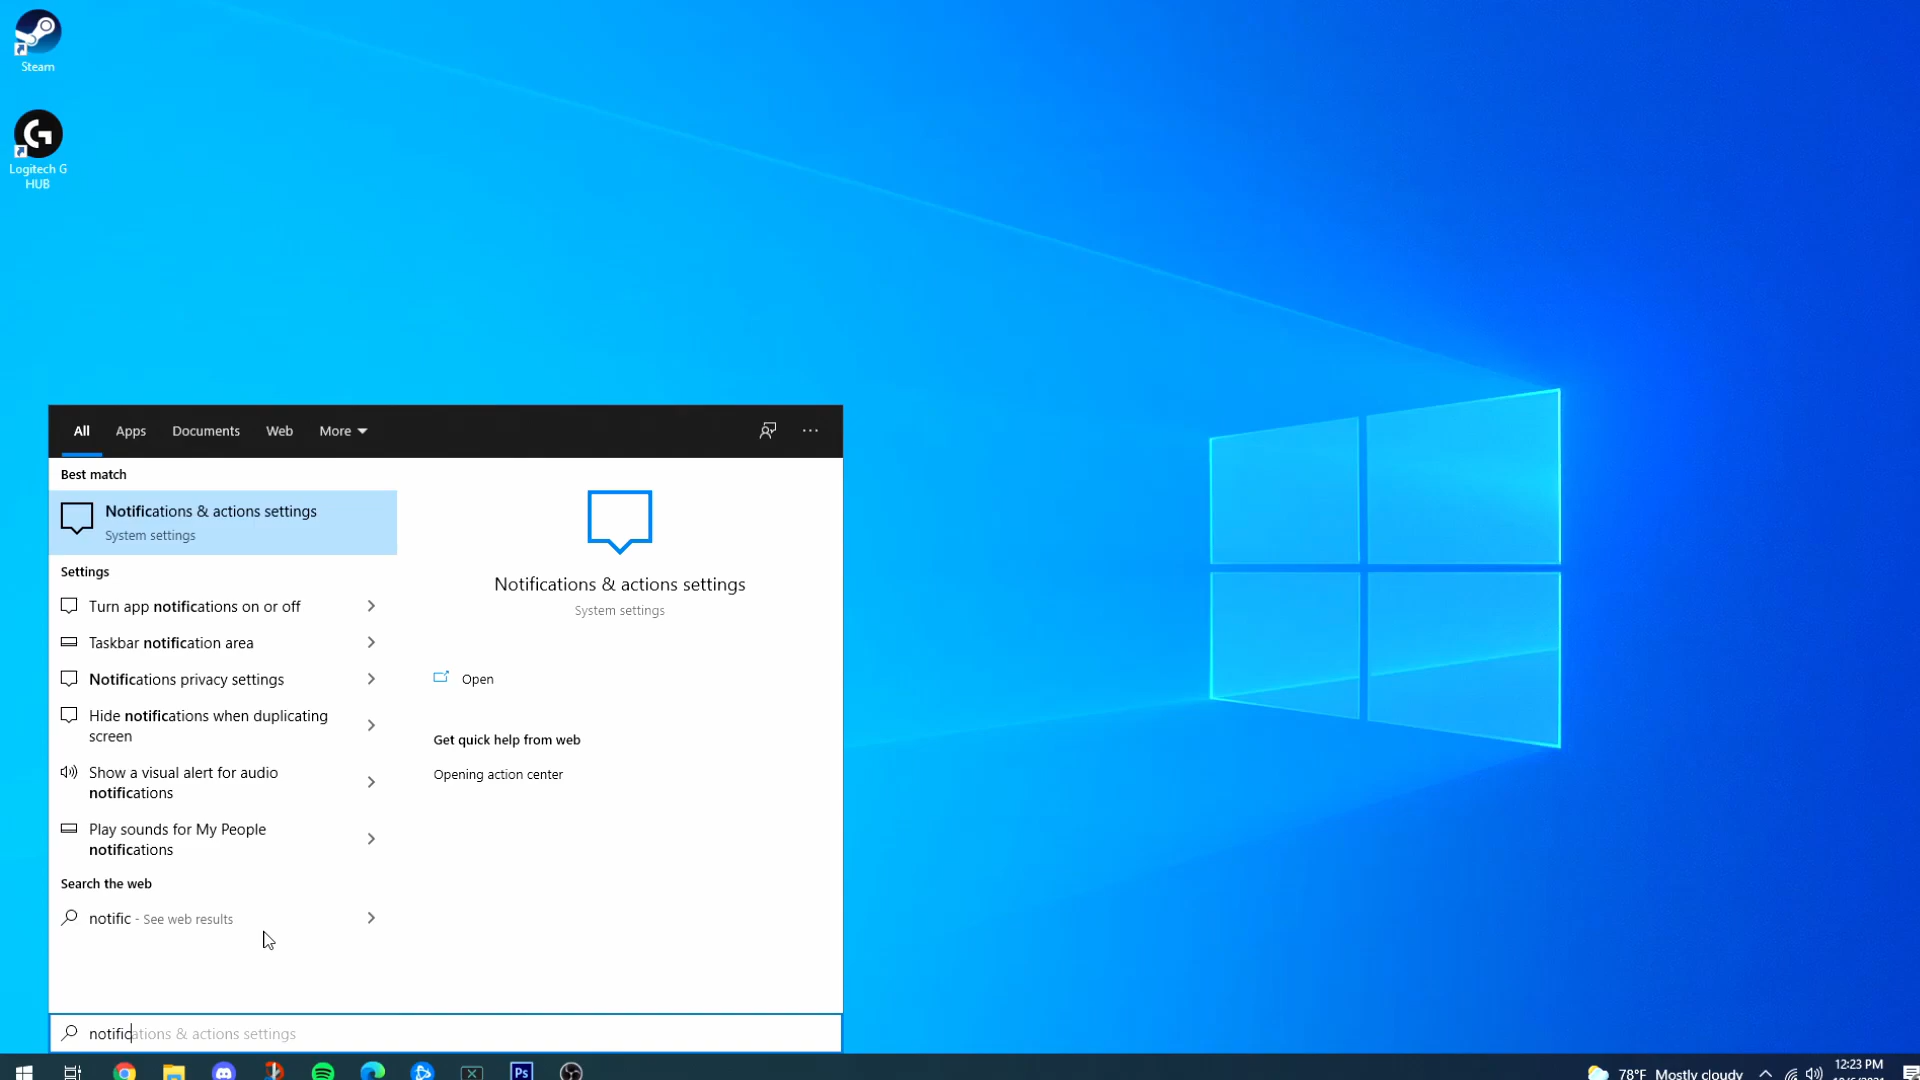 Steam
Logitech G
HUB
All Apps Documents Web More
Best match
Notifications & actions settings
System settings
Settings
Turn app notifications on or off
Taskbar notification area
Notifications privacy settings
Hide notifications when duplicating
screen
Show a visual alert for audio
notifications
Play sounds for My People
notifications
Search the web
notific - See web results
Notifications & actions settings
System settings
Open
Get quick help from web
Opening action center
notifications & actions settings
Ps
78°F Mostly cloudy
12:23 PM